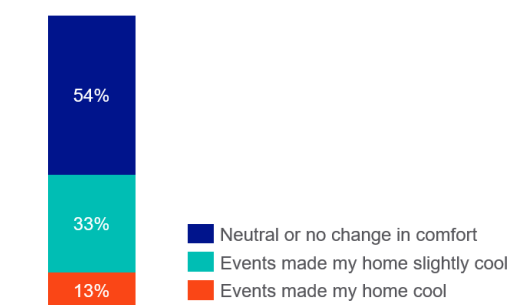 54%
33%
13%
Neutral or no change in comfort
Events made my home slightly cool
Events made my home cool